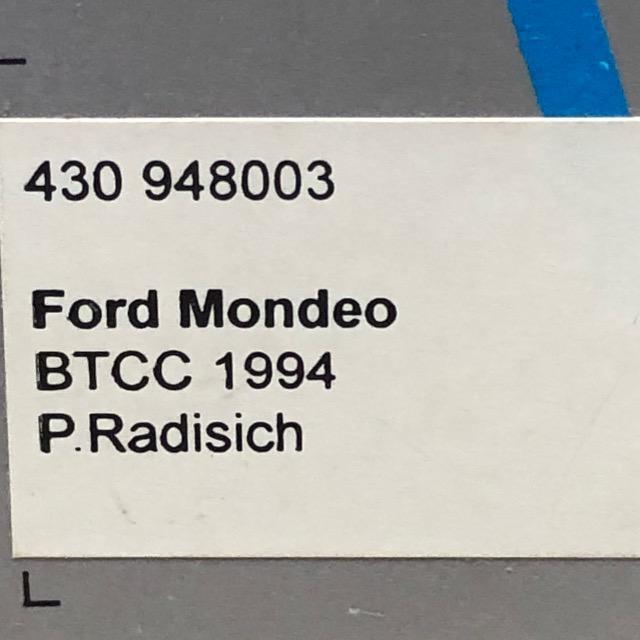 430 948003
Ford Mondeo
BTCC 1994
P.Radisich